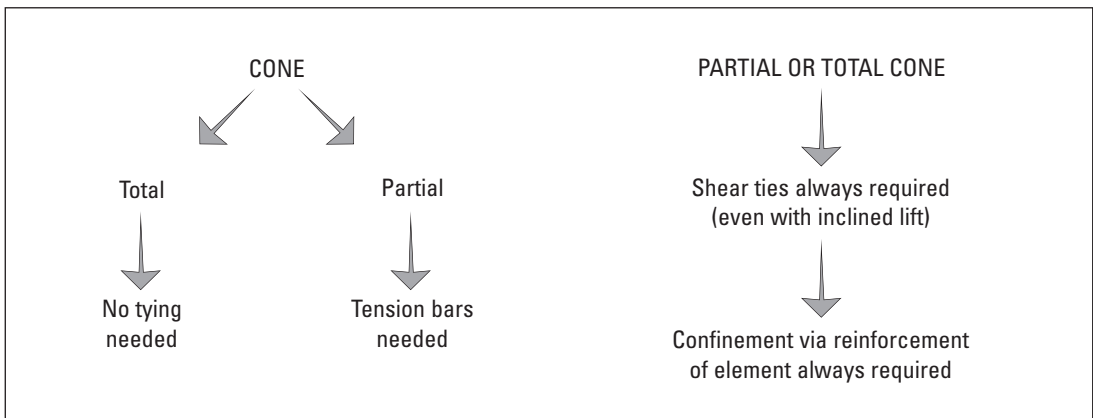 CONE
Total
Partial
No tying
needed
Tension bars
needed
PARTIAL OR TOTAL CONE
Shear ties always required
(even with inclined lift)
Confinement via reinforcement
of element always required